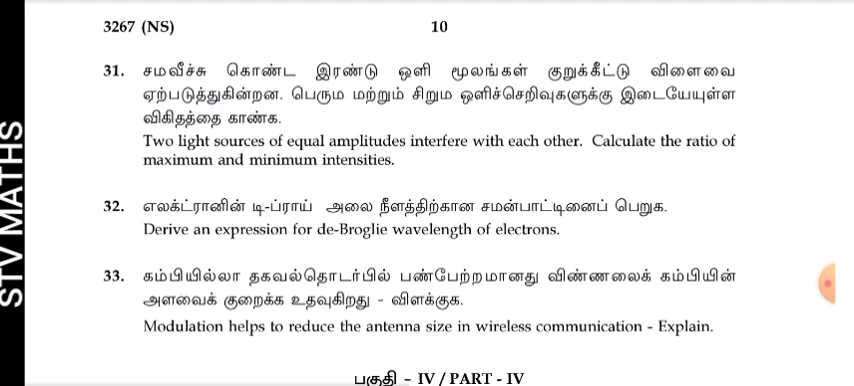 3267 (NS)
10
31. சமவீச்சு கொண்ட இரண்டு ஒளி மூலங்கள் குறுக்கீட்டு விளைவை
ஏற்படுத்துகின்றன. பெரும மற்றும் சிறும ஒளிச்செறிவுகளுக்கு இடையேயுள்ள
விகிதத்தை காண்க.
Two light sources of equal amplitudes interfere with each other. Calculate the ratio of
maximum and minimum intensities.
32. எலக்ட்ரானின் டி-ப்ராய் அலை நீளத்திற்கான சமன்பாட்டினைப் பெறுக.
Derive an expression for de-Broglie wavelength of electrons.
33. கம்பியில்லா தகவல்தொடர்பில் பண்பேற்றமானது விண்ணலைக் கம்பியின்
அளவைக் குறைக்க உதவுகிறது - விளக்குக.
Modulation helps to reduce the antenna size in wireless communication - Explain.
பகுதி - IV / PART - IV
STV MATHS